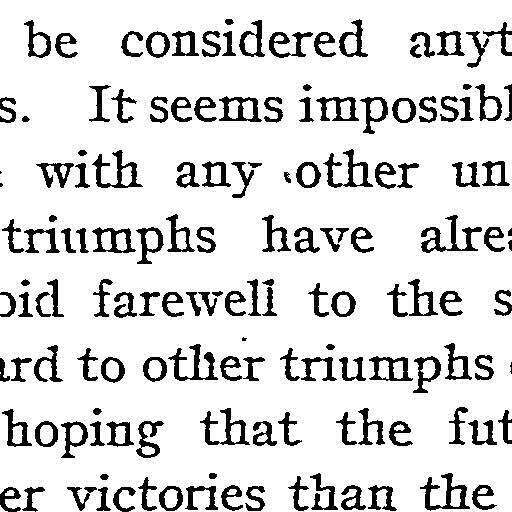 be considered anyt
s. It seems impossibl
with any other un
triumphs have alrea
bid farewell to the s
ard to other triumphs
hoping that the fut
er victories than the